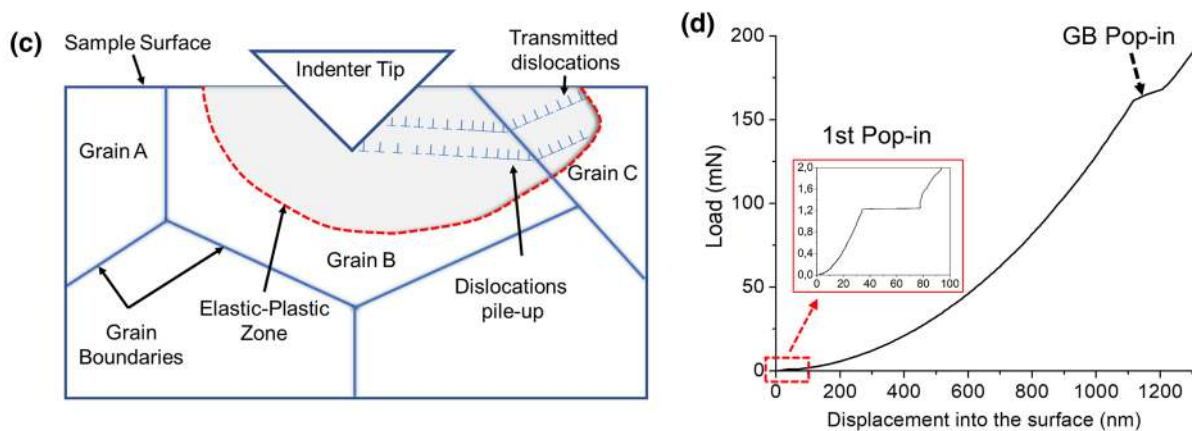 (c)
Sample Surface
Indenter Tip
Transmitted
dislocations
Grain A
Grain C
Grain B
Grain
Boundaries
Elastic-Plastic
Zone
Dislocations
pile-up
(d)
Load (mN)
200
150
100
50
0
GB Pop-in
1st Pop-in
2,0
1,6
1,2
0,8
0,4
0,0
0 20 40 60 80 100
0 200 400 600 800 1000 1200
Displacement into the surface (nm)